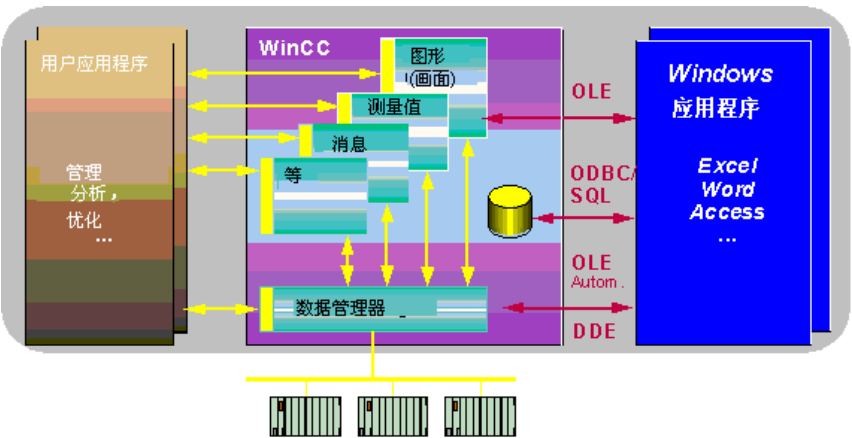 用户应用程序
管理
分析，
优化
...
WinCC
图形
(画面)
测量值
消息
等
数据管理器
OLE
ODBC/
SQL
OLE
Autom.
DDE
Windows
应用程序
Excel
Word
Access
...